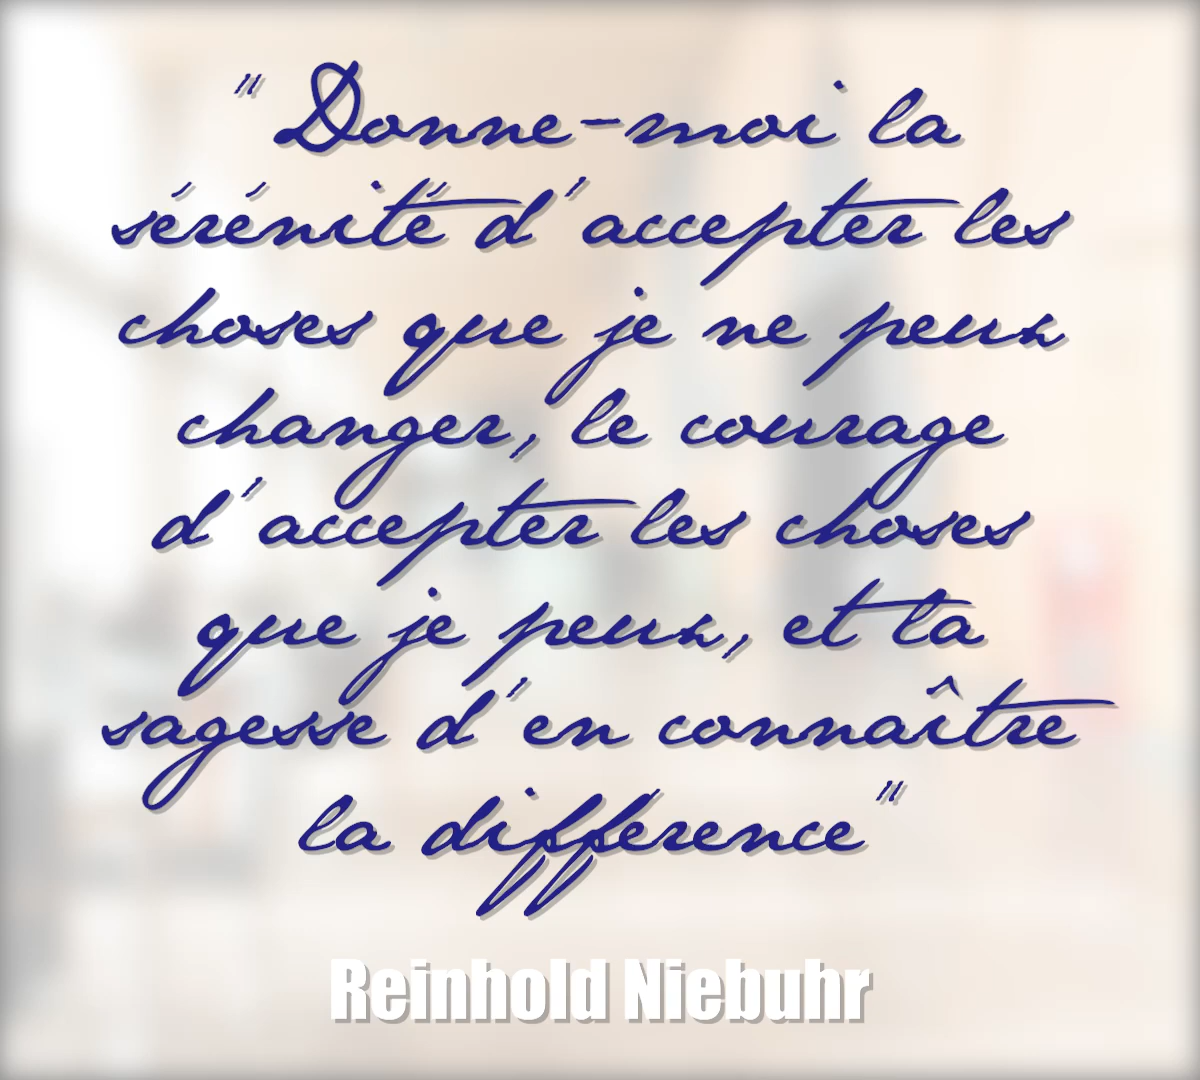 "Donne-moi la
sérénité d'accepter les
choses que je ne peux
changer, le courage
d'accepter les choses
que je peux, et la
sagesse d'en connaître
la différence"
Reinhold Niebuhr